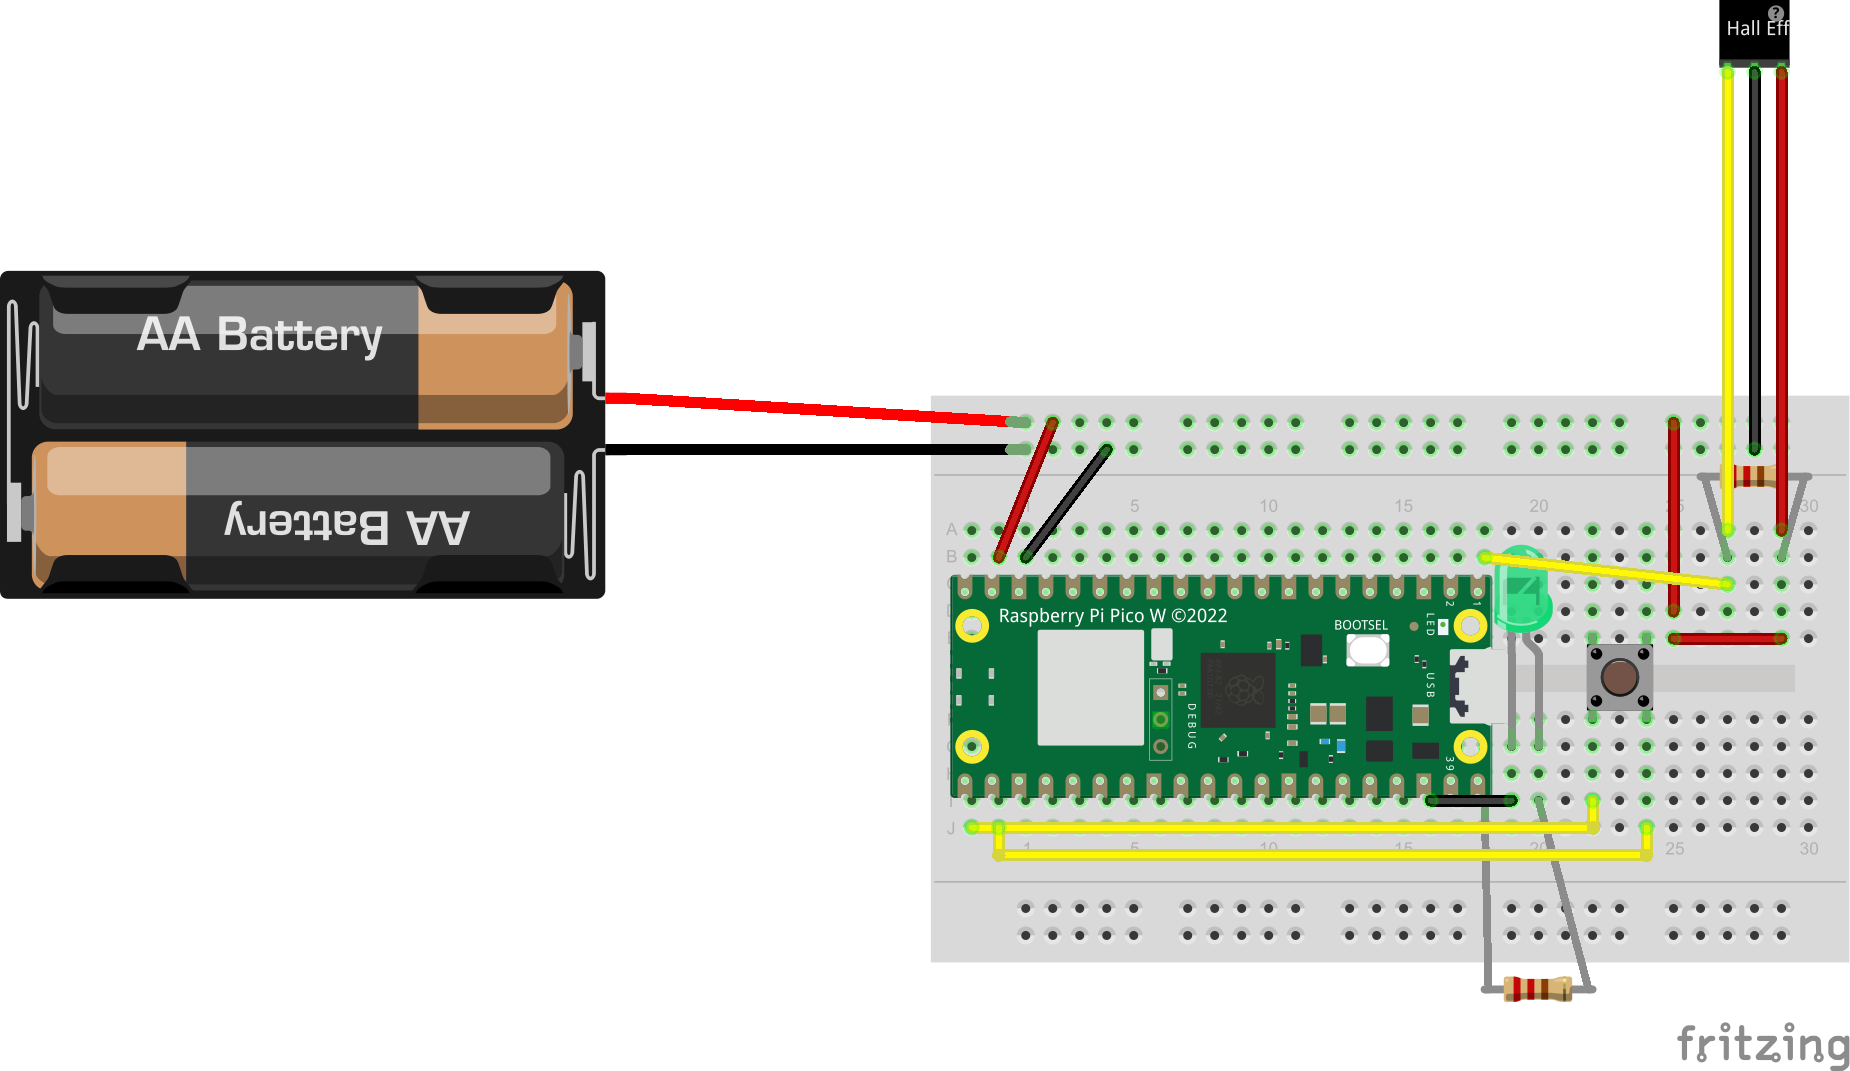 ?
Hall Eff
AA Battery
AA Battery
1 5 10 15 20 25 30
A
B
Raspberry Pi Pico W ©2022
BOOTSEL
LED
2
1
USB
DEBUG
39
J
1 5 10 15 20 25 30
fritzing